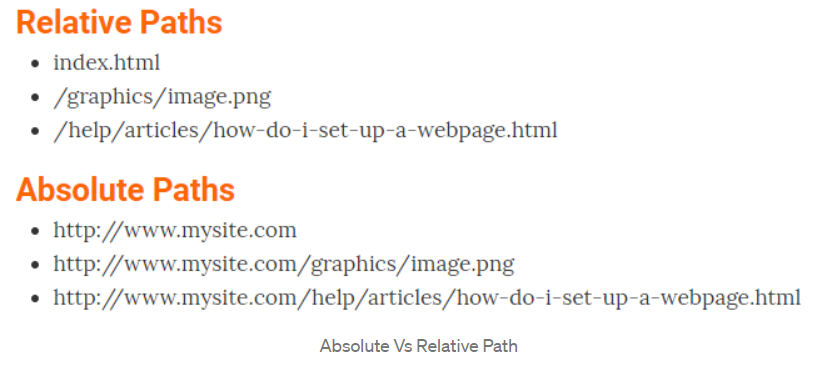 Relative Paths
index.html
/graphics/image.png
/help/articles/how-do-i-set-up-a-webpage.html
Absolute Paths
http://www.mysite.com
http://www.mysite.com/graphics/image.png
http://www.mysite.com/help/articles/how-do-i-set-up-a-webpage.html
Absolute Vs Relative Path